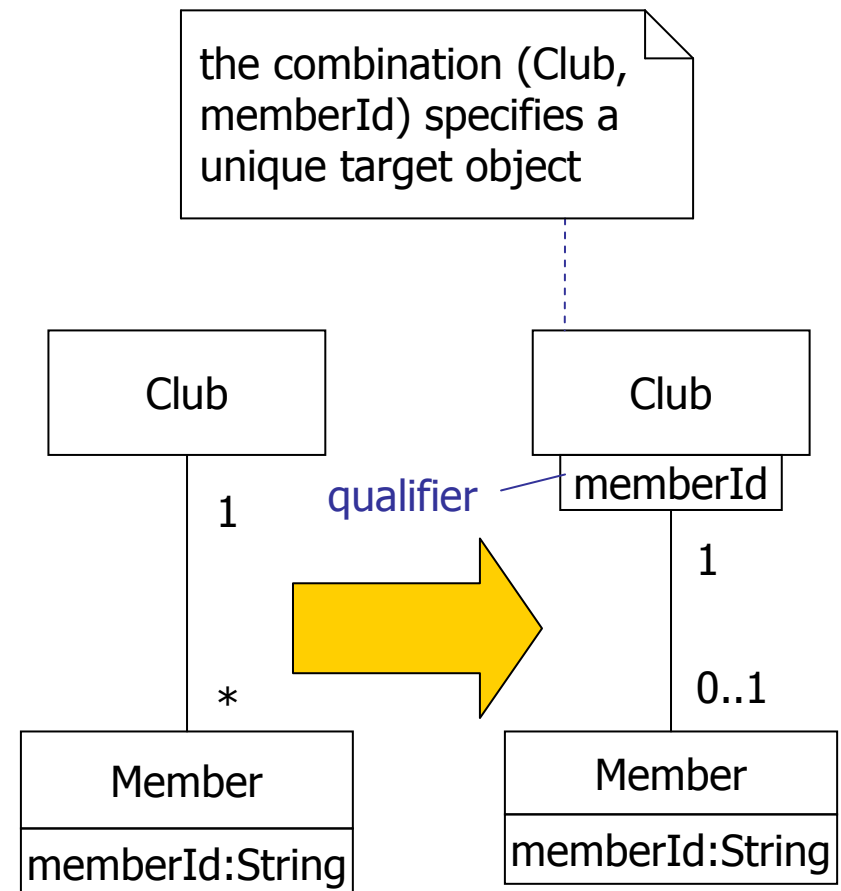 the combination (Club,
memberId) specifies a
unique target object
Club
1
*
Member
memberId:String
qualifier
Club
memberId
1
0..1
Member
memberId:String